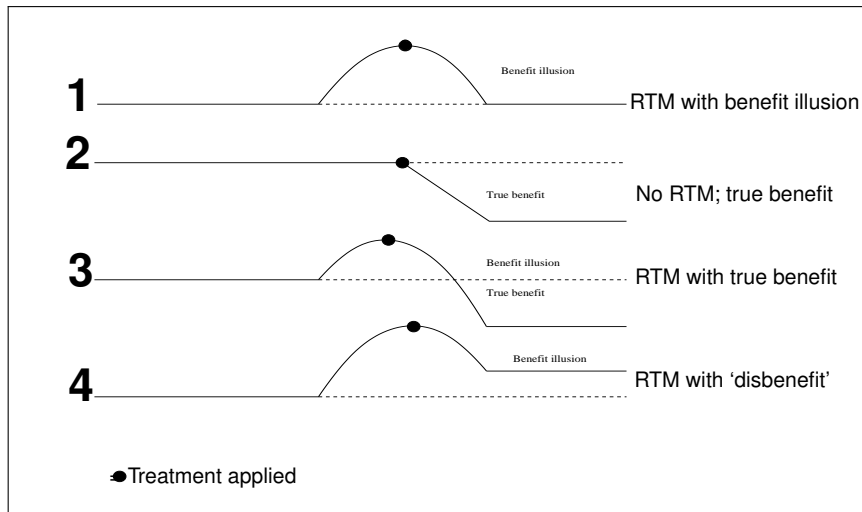 1
Benefit illusion
RTM with benefit illusion
2
True benefit
No RTM; true benefit
3
Benefit illusion
True benefit
RTM with true benefit
4
Benefit illusion
RTM with ‘disbenefit’
Treatment applied